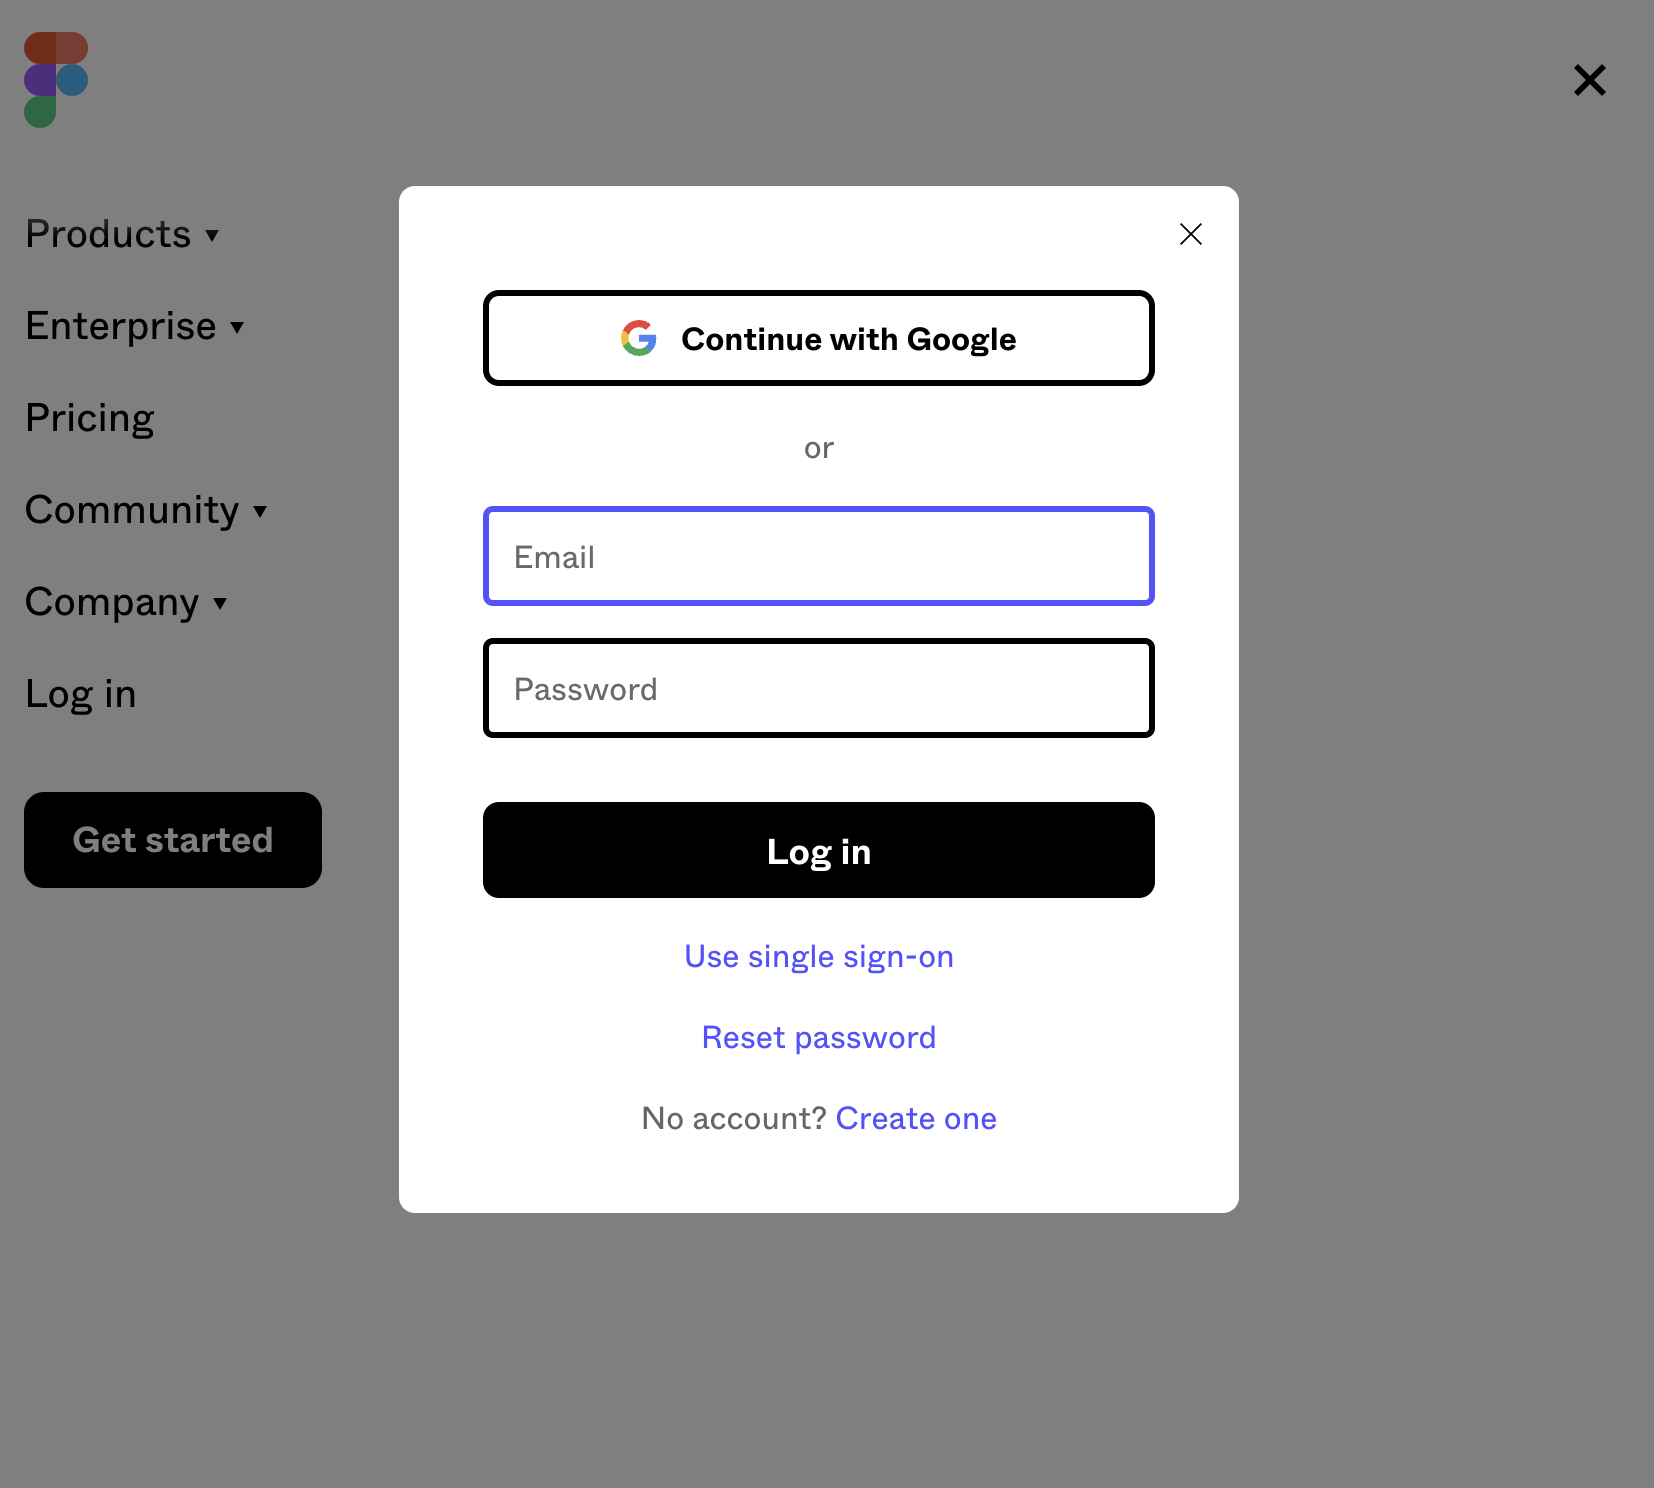 Products ▼
Enterprise ▼
Pricing
Community ▼
Company ▼
Log in
Get started
Continue with Google
or
Email
Password
Log in
Use single sign-on
Reset password
No account? Create one